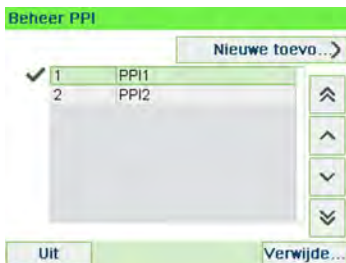 Beheer PPI
Nieuwe toevo...
1 PPI1
2 PPI2
Uit
Verwijde...